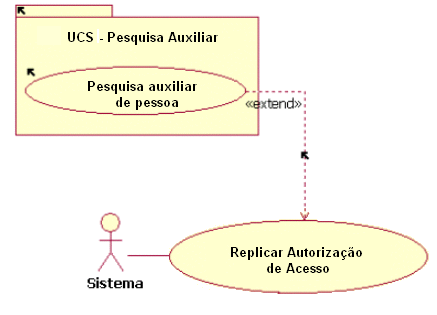 UCS - Pesquisa Auxiliar
Pesquisa auxiliar
de pessoa
«extend»
Replicar Autorização
de Acesso
Sistema